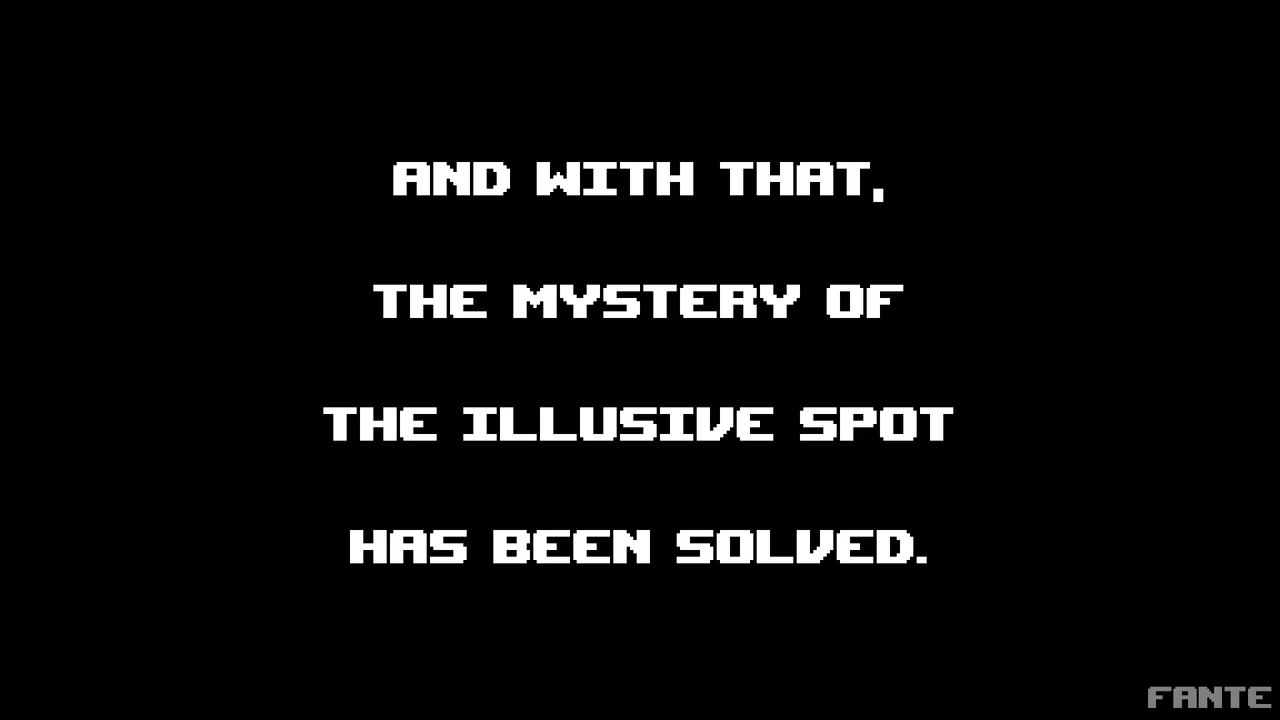 AND WITH THAT,
THE MYSTERY OF
THE ILLUSIVE SPOT
HAS BEEN SOLVED.
FANTE